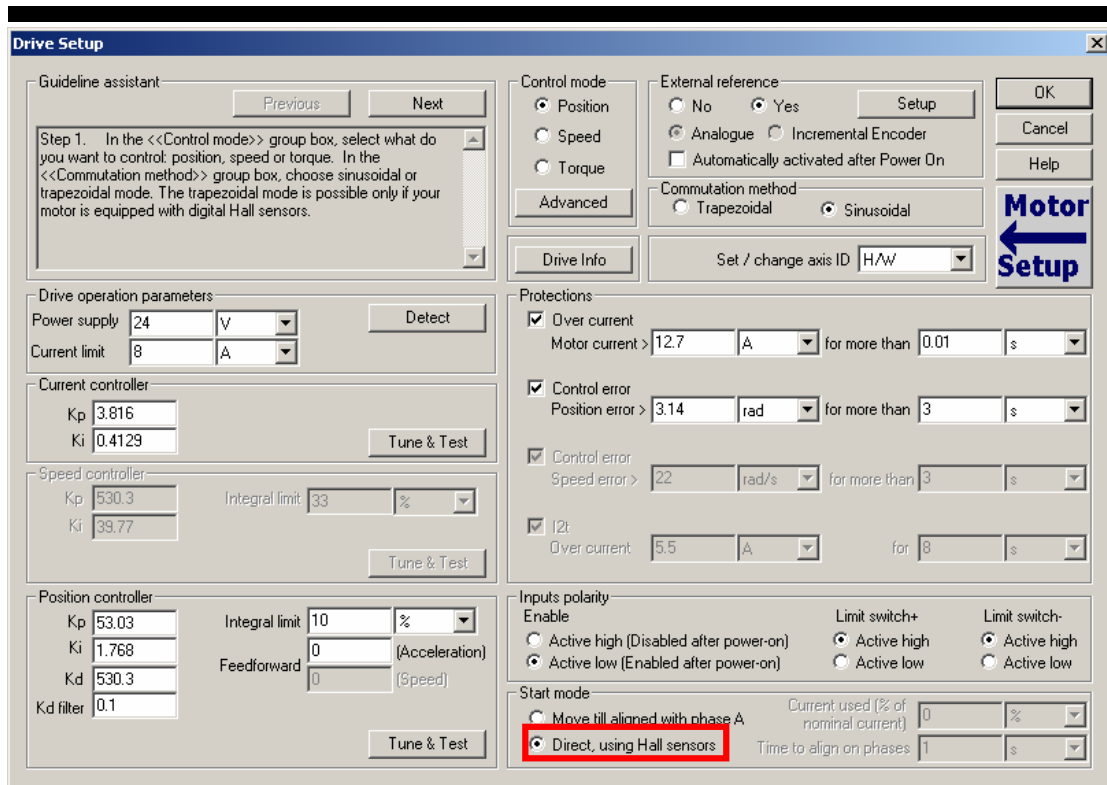 Drive Setup
Guideline assistant
Previous
Next
Step 1. In the <<Control mode>> group box, select what do
you want to control: position, speed or torque. In the
<<Commutation method>> group box, choose sinusoidal or
trapezoidal mode. The trapezoidal mode is possible only if your
motor is equipped with digital Hall sensors.
Control mode
Position
Speed
Torque
Advanced
Drive Info
External reference
No Yes Setup
Analogue Incremental Encoder
Automatically activated after Power On
Commutation method
Trapezoidal Sinusoidal
Set / change axis ID H/W
OK
Cancel
Help
Motor
Setup
Drive operation parameters
Power supply 24 V
Detect
Current limit 8 A
Current controller
Kp 3.816
Ki 0.4129
Tune & Test
Speed controller
Kp 530.3 Integral limit 33 %
Ki 39.77
Tune & Test
Position controller
Kp 53.03 Integral limit 10 %
Ki 1.768 Feedforward 0 (Acceleration)
Kd 530.3 0 (Speed)
Kd filter 0.1
Tune & Test
Protections
Over current
Motor current > 12.7 A for more than 0.01 s
Control error
Position error > 3.14 rad for more than 3 s
Control error
Speed error > 22 rad/s for more than 3 s
I2t
Over current 5.5 A for 8 s
Inputs polarity
Enable Limit switch+ Limit switch-
Active high (Disabled after power-on) Active high Active high
Active low (Enabled after power-on) Active low Active low
Start mode
Move till aligned with phase A
Direct, using Hall sensors
Current used (% of
nominal current) 0 %
Time to align on phases 1 s